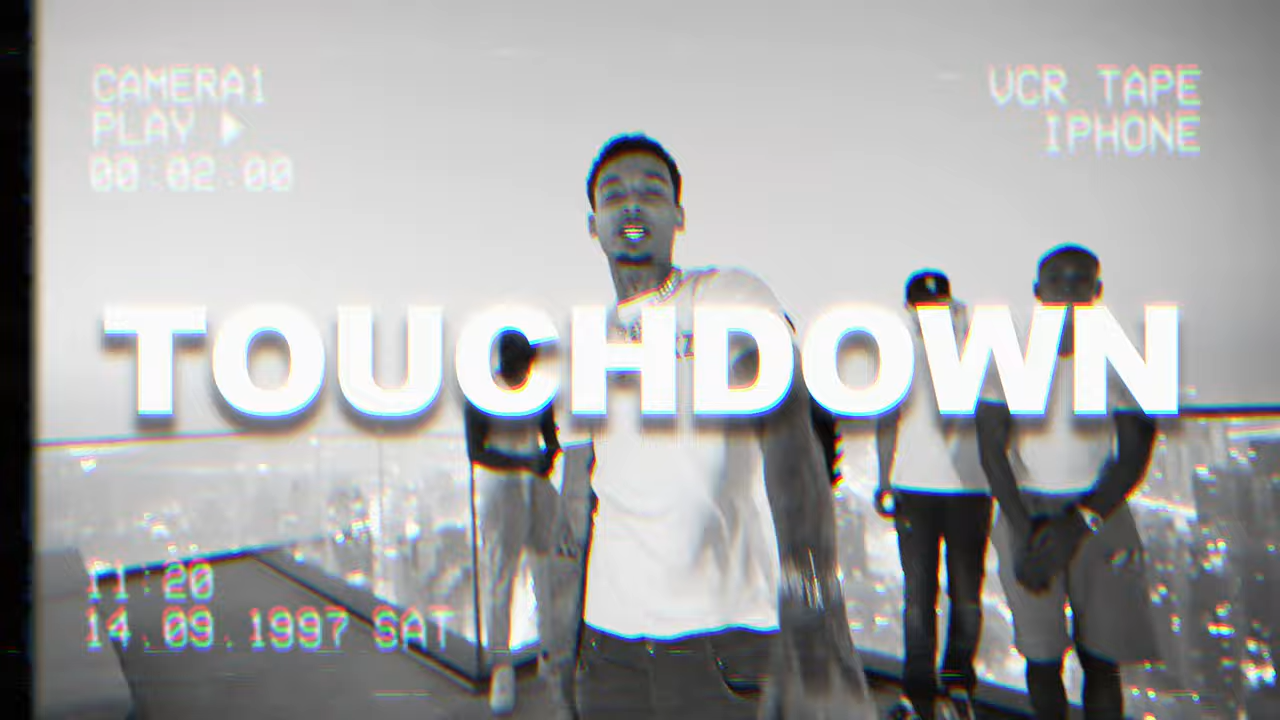 CAMERA1
PLAY
00:02:00
VCR TAPE
IPHONE
TOUCHDOWN
11:20
14.09.1997 SAT